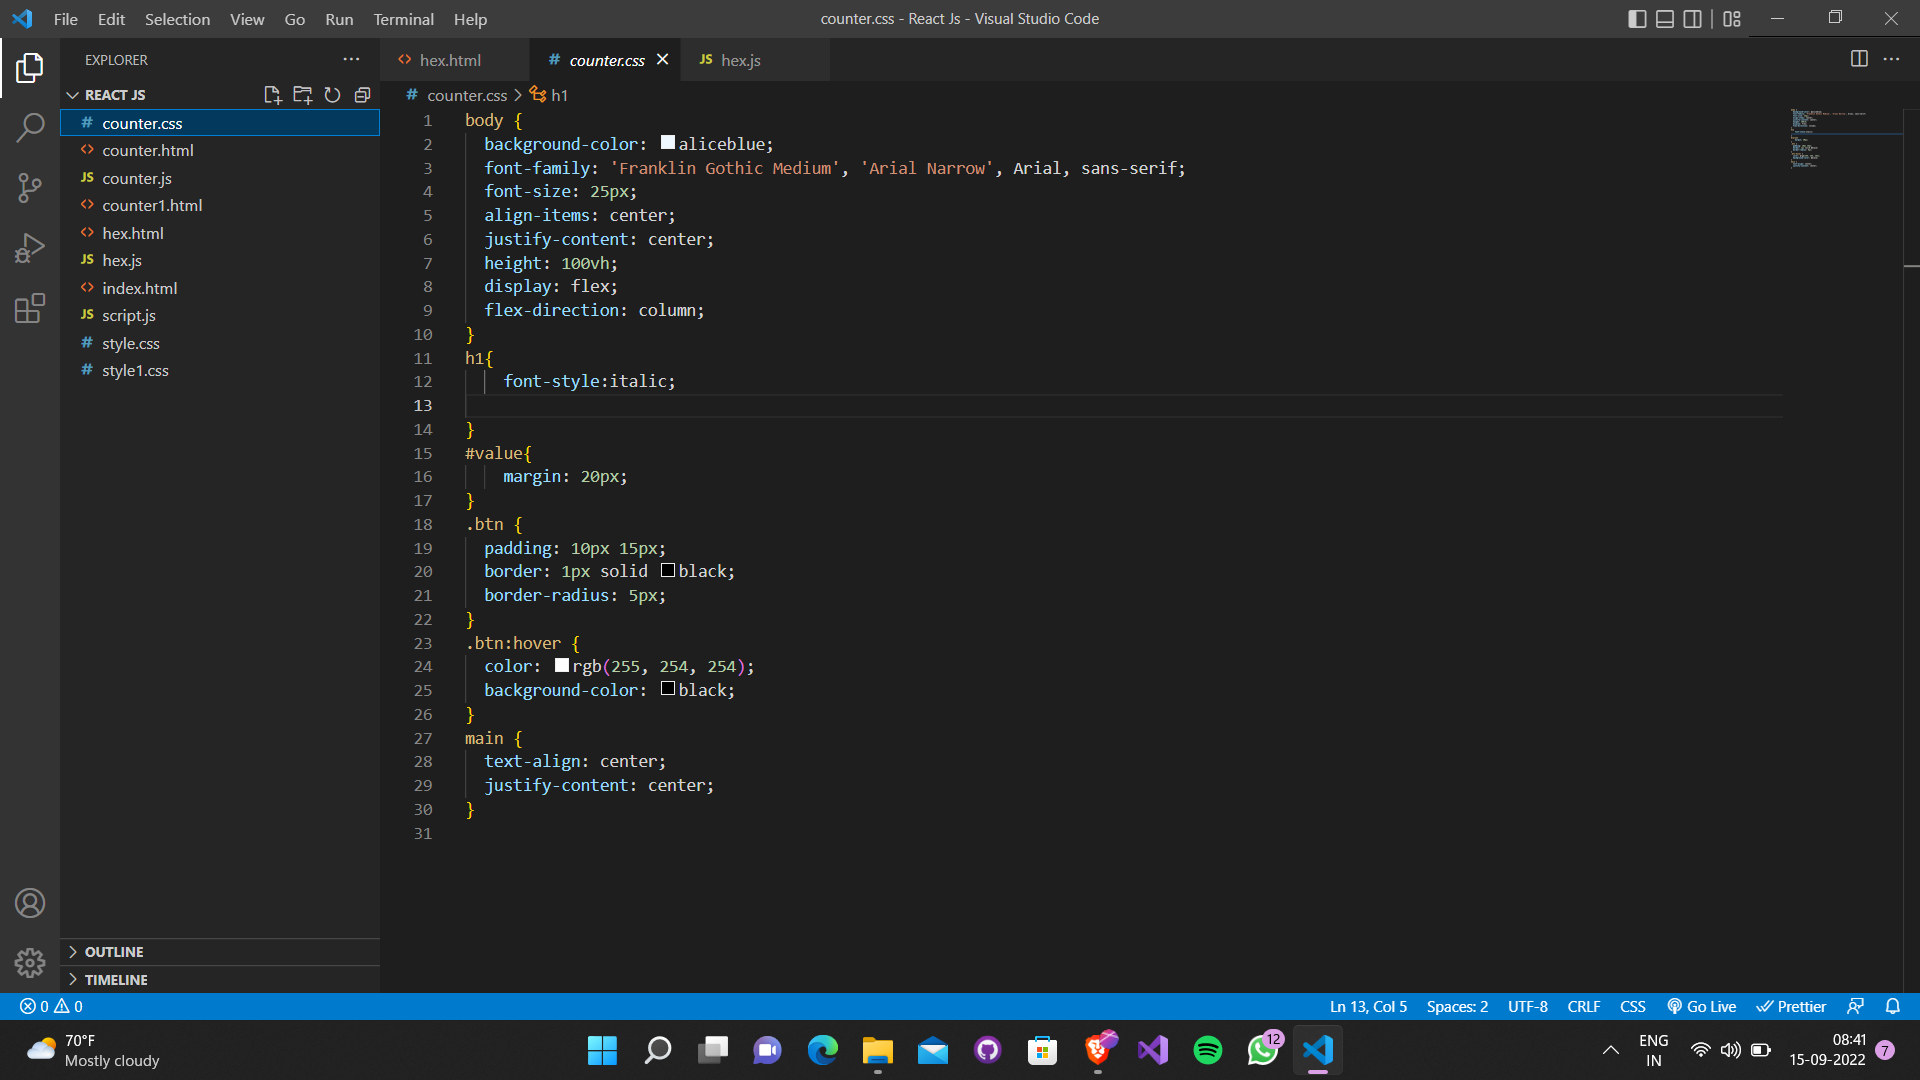 File Edit Selection View Go Run Terminal Help
counter.css - React Js - Visual Studio Code
EXPLORER
REACT JS
# counter.css
<> counter.html
JS counter.js
<> counter1.html
<> hex.html
JS hex.js
<> index.html
JS script.js
# style.css
# style1.css
OUTLINE
TIMELINE
<> hex.html
# counter.css
JS hex.js
# counter.css > h1
1 body {
2 background-color: aliceblue;
3 font-family: 'Franklin Gothic Medium', 'Arial Narrow', Arial, sans-serif;
4 font-size: 25px;
5 align-items: center;
6 justify-content: center;
7 height: 100vh;
8 display: flex;
9 flex-direction: column;
10 }
11 h1{
12 font-style:italic;
13
14 }
15 #value{
16 margin: 20px;
17 }
18 .btn {
19 padding: 10px 15px;
20 border: 1px solid black;
21 border-radius: 5px;
22 }
23 .btn:hover {
24 color: rgb(255, 254, 254);
25 background-color: black;
26 }
27 main {
28 text-align: center;
29 justify-content: center;
30 }
31
0 0
Ln 13, Col 5 Spaces: 2 UTF-8 CRLF CSS Go Live Prettier
70°F
Mostly cloudy
12
ENG
IN
08:41
15-09-2022
7